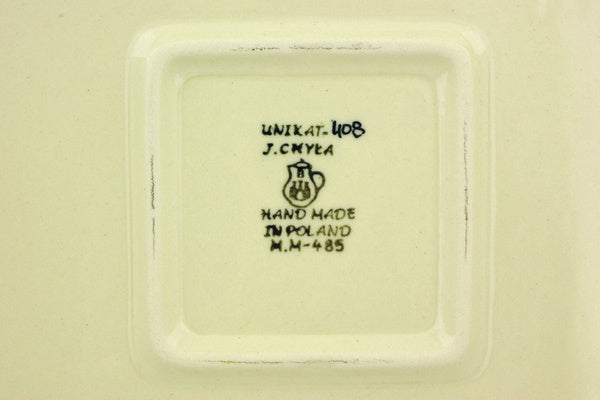 UNIKAT-408
J. CHYŁA
HAND MADE
IN POLAND
M.M-485